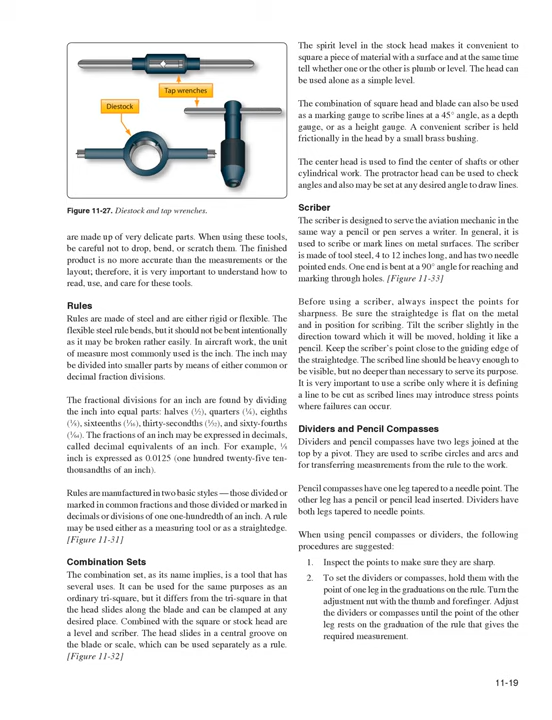 Tap wrenches
Diestock
Figure 11-27. Diestock and tap wrenches.
are made up of very delicate parts. When using these tools,
be careful not to drop, bend, or scratch them. The finished
product is no more accurate than the measurements or the
layout; therefore, it is very important to understand how to
read, use, and care for these tools.
Rules
Rules are made of steel and are either rigid or flexible. The
flexible steel rule bends, but it should not be bent intentionally
as it may be broken rather easily. In aircraft work, the unit
of measure most commonly used is the inch. The inch may
be divided into smaller parts by means of either common or
decimal fraction divisions.
The fractional divisions for an inch are found by dividing
the inch into equal parts: halves (½), quarters (¼), eighths
(⅛), sixteenths (1⁄16), thirty-secondths (1⁄32), and sixty-fourths
(1⁄64). The fractions of an inch may be expressed in decimals,
called decimal equivalents of an inch. For example, ⅛
inch is expressed as 0.0125 (one hundred twenty-five ten-
thousandths of an inch).
Rules are manufactured in two basic styles — those divided or
marked in common fractions and those divided or marked in
decimals or divisions of one one-hundredth of an inch. A rule
may be used either as a measuring tool or as a straightedge.
[Figure 11-31]
Combination Sets
The combination set, as its name implies, is a tool that has
several uses. It can be used for the same purposes as an
ordinary tri-square, but it differs from the tri-square in that
the head slides along the blade and can be clamped at any
desired place. Combined with the square or stock head are
a level and scriber. The head slides in a central groove on
the blade or scale, which can be used separately as a rule.
[Figure 11-32]
The spirit level in the stock head makes it convenient to
square a piece of material with a surface and at the same time
tell whether one or the other is plumb or level. The head can
be used alone as a simple level.
The combination of square head and blade can also be used
as a marking gauge to scribe lines at a 45° angle, as a depth
gauge, or as a height gauge. A convenient scriber is held
frictionally in the head by a small brass bushing.
The center head is used to find the center of shafts or other
cylindrical work. The protractor head can be used to check
angles and also may be set at any desired angle to draw lines.
Scriber
The scriber is designed to serve the aviation mechanic in the
same way a pencil or pen serves a writer. In general, it is
used to scribe or mark lines on metal surfaces. The scriber
is made of tool steel, 4 to 12 inches long, and has two needle
pointed ends. One end is bent at a 90° angle for reaching and
marking through holes. [Figure 11-33]
Before using a scriber, always inspect the points for
sharpness. Be sure the straightedge is flat on the metal
and in position for scribing. Tilt the scriber slightly in the
direction toward which it will be moved, holding it like a
pencil. Keep the scriber's point close to the guiding edge of
the straightedge. The scribed line should be heavy enough to
be visible, but no deeper than necessary to serve its purpose.
It is very important to use a scribe only where it is defining
a line to be cut as scribed lines may introduce stress points
where failures can occur.
Dividers and Pencil Compasses
Dividers and pencil compasses have two legs joined at the
top by a pivot. They are used to scribe circles and arcs and
for transferring measurements from the rule to the work.
Pencil compasses have one leg tapered to a needle point. The
other leg has a pencil or pencil lead inserted. Dividers have
both legs tapered to needle points.
When using pencil compasses or dividers, the following
procedures are suggested:
1. Inspect the points to make sure they are sharp.
2. To set the dividers or compasses, hold them with the
point of one leg in the graduations on the rule. Turn the
adjustment nut with the thumb and forefinger. Adjust
the dividers or compasses until the point of the other
leg rests on the graduation of the rule that gives the
required measurement.
11-19